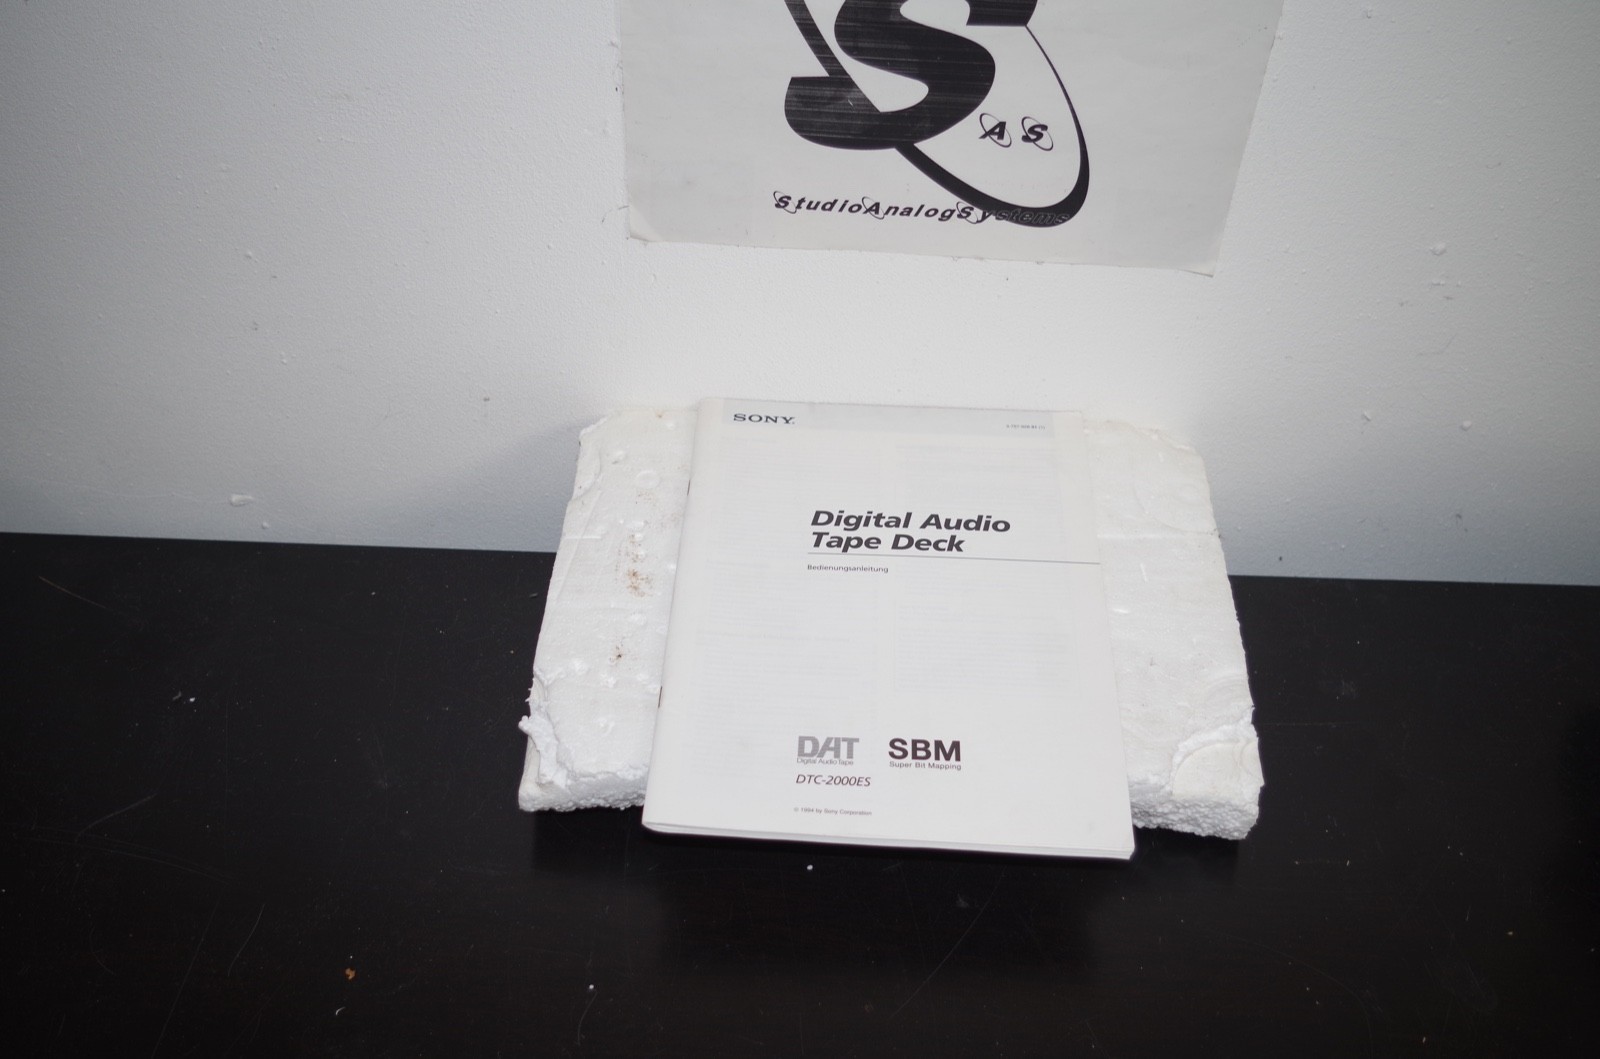 S
A S
StudioAnalogSystems
SONY
Digital Audio
Tape Deck
Bedienungsanleitung
DAT
Digital Audio Tape
SBM
Super Bit Mapping
DTC-2000ES
© 1994 by Sony Corporation